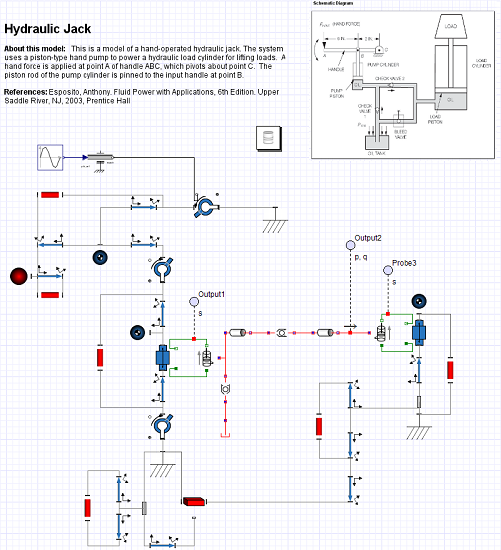 Schematic Diagram
Hydraulic Jack
About this model: This is a model of a hand-operated hydraulic jack. The system
uses a piston-type hand pump to power a hydraulic load cylinder for lifting loads. A
hand force is applied at point A of handle ABC, which pivots about point C. The
piston rod of the pump cylinder is pinned to the input handle at point B.
References: Esposito, Anthony. Fluid Power with Applications, 6th Edition. Upper
Saddle River, NJ, 2003, Prentice Hall
(HAND FORCE)
LOAD
A
B
C
HANDLE
PUMP CYLINDER
LOAD
CYLINDER
CHECK VALVE 2
PUMP
PISTON
OIL
OIL
CHECK
VALVE
BLEED
VALVE
LOAD
PISTON
OIL TANK
Output2
p, q
Probe3
s
Output1
s